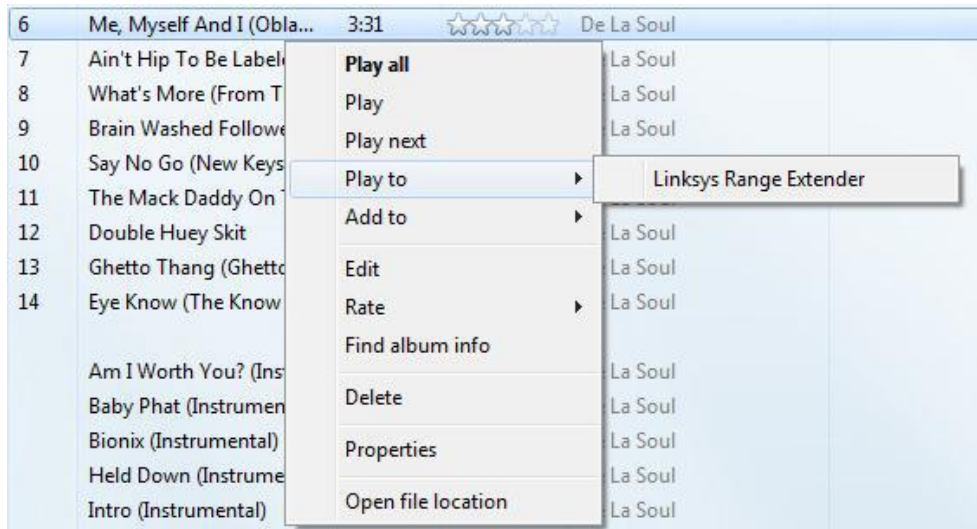 6 Me, Myself And I (Obla... 3:31 De La Soul
7 Ain't Hip To Be Labele La Soul
8 What's More (From T La Soul
9 Brain Washed Followe La Soul
10 Say No Go (New Keys
11 The Mack Daddy On
12 Double Huey Skit La Soul
13 Ghetto Thang (Ghetto La Soul
14 Eye Know (The Know La Soul
Am I Worth You? (Ins La Soul
Baby Phat (Instrumen La Soul
Bionix (Instrumental) La Soul
Held Down (Instrume La Soul
Intro (Instrumental) La Soul
Play all
Play
Play next
Play to
Add to
Edit
Rate
Find album info
Delete
Properties
Open file location
Linksys Range Extender